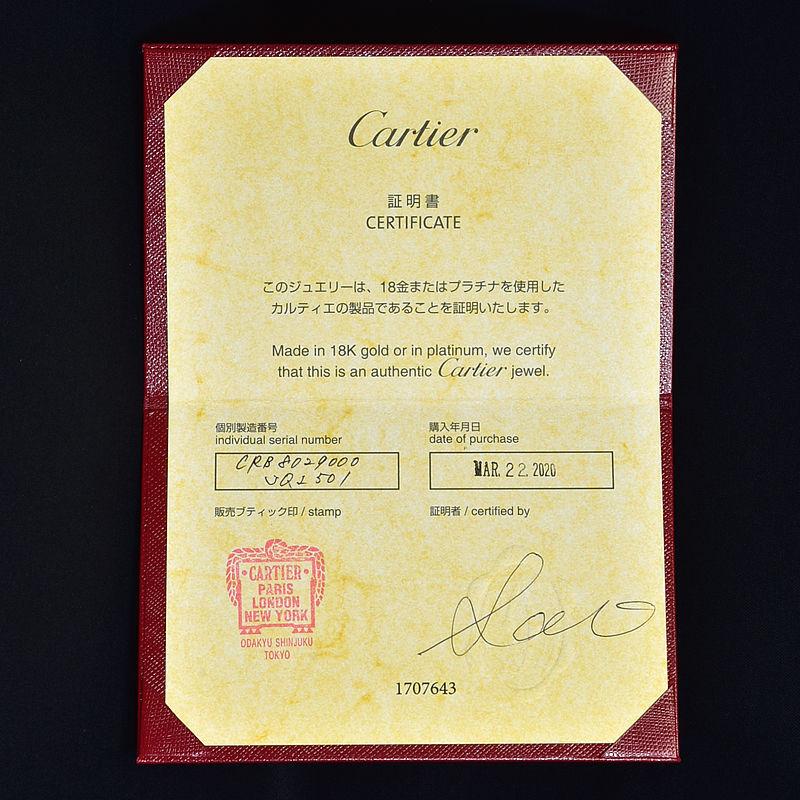 Cartier
証明書
CERTIFICATE
このジュエリーは、18金またはプラチナを使用した
カルティエの製品であることを証明いたします。
Made in 18K gold or in platinum, we certify
that this is an authentic Cartier jewel.
個別製造番号
individual serial number
CRB8029000
購入年月日
date of purchase
MAR. 22. 2020
販売ブティック印 / stamp
証明者 / certified by
CARTIER
PARIS
LONDON
NEW YORK
ODAKYU SHINJUKU
TOKYO
1707643